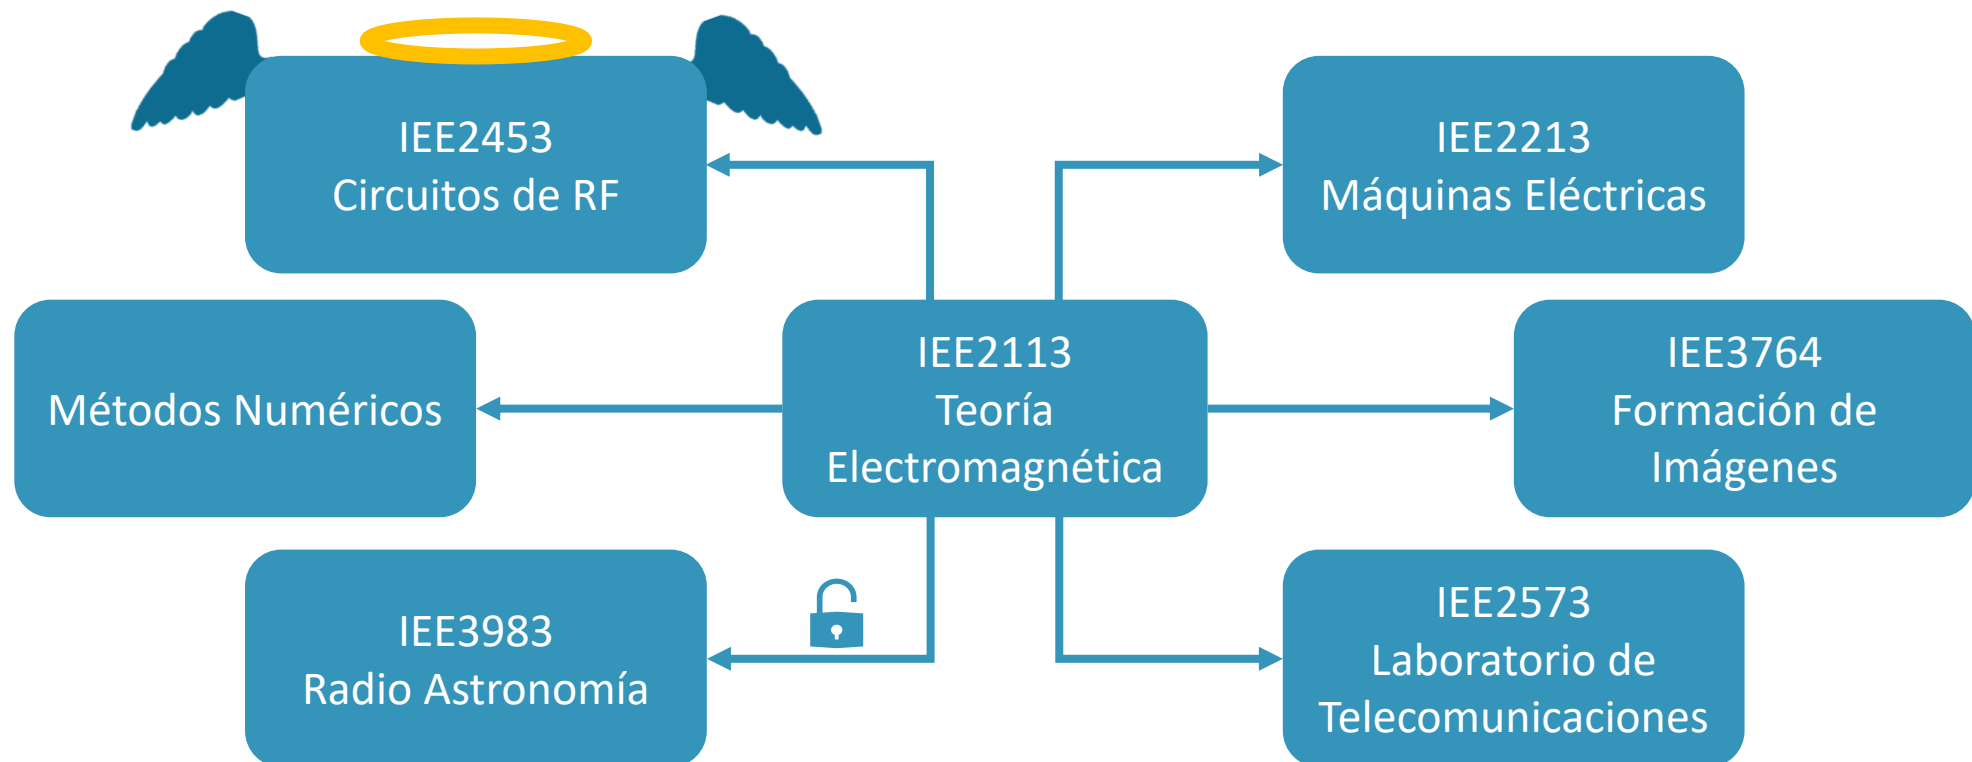 IEE2453
Circuitos de RF
IEE2213
Máquinas Eléctricas
Métodos Numéricos
IEE2113
Teoría
Electromagnética
IEE3764
Formación de
Imágenes
IEE3983
Radio Astronomía
IEE2573
Laboratorio de
Telecomunicaciones